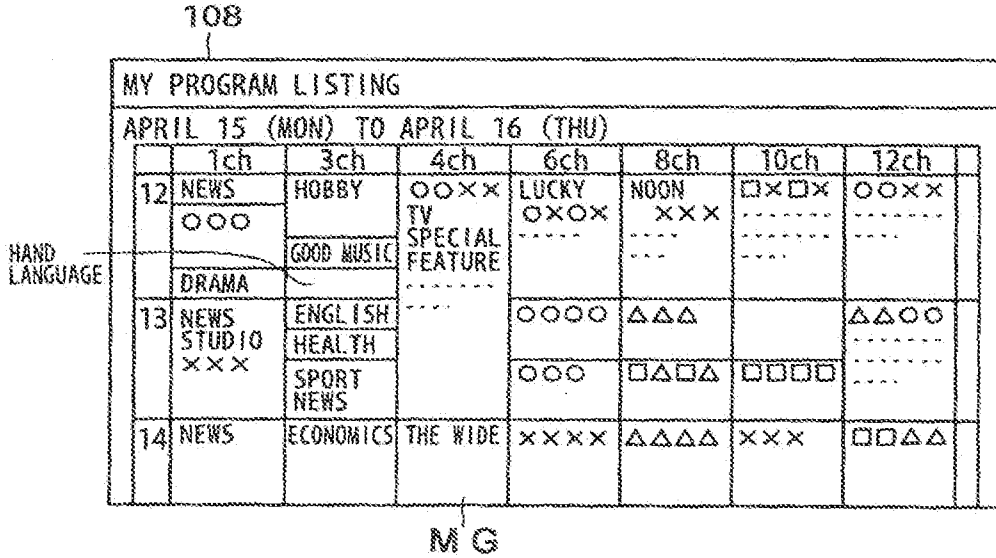 108
MY PROGRAM LISTING
APRIL 15 (MON) TO APRIL 16 (THU)
1ch 3ch 4ch 6ch 8ch 10ch 12ch
12 NEWS HOBBY ○○×× LUCKY NOON □×□× ○○××
○○○ TV ○×○× ×××
SPECIAL
GOOD MUSIC FEATURE
HAND
LANGUAGE
DRAMA
13 NEWS ENGLISH ○○○○ △△△ △△○○
STUDIO HEALTH
××× SPORT ○○○ □△□△ □□□□
NEWS
14 NEWS ECONOMICS THE WIDE ×××× △△△△ ××× □□△△
MG